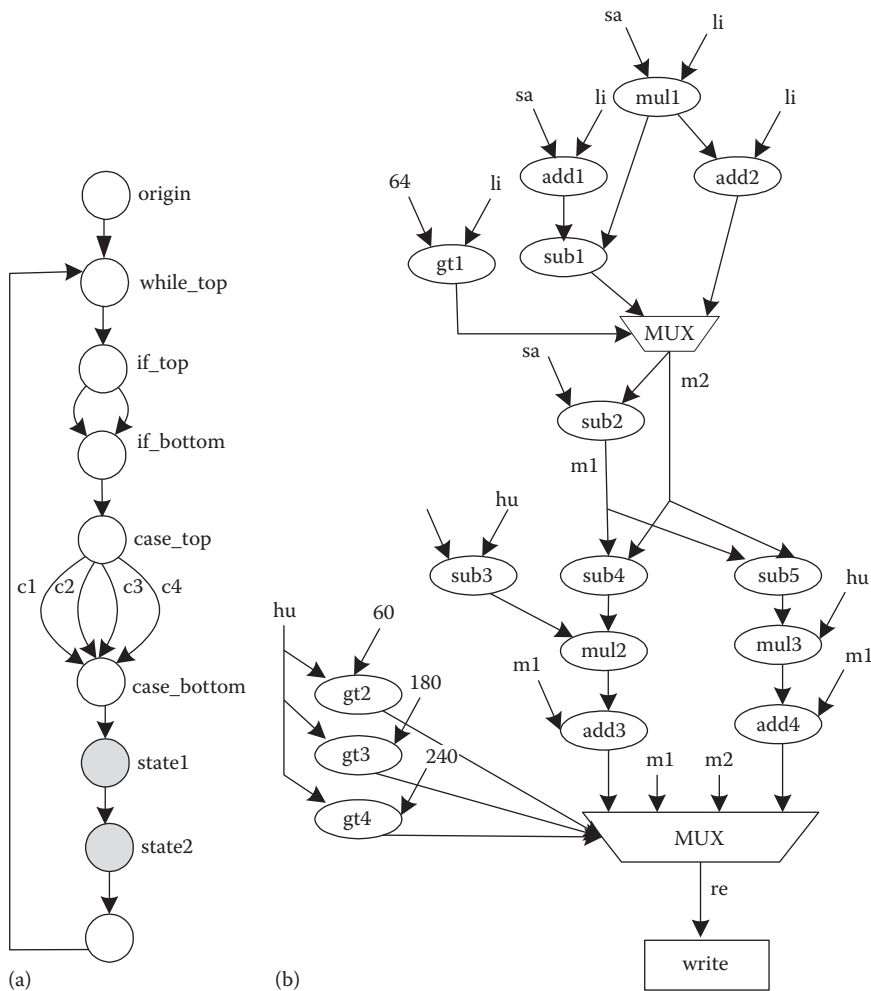 origin
while_top
if_top
if_bottom
case_top
c1 c2 c3 c4
case_bottom
state1
state2
(a)
sa
li
mul1
sa
li
li
add1
add2
64
li
gt1
sub1
MUX
sa
m2
sub2
m1
hu
sub3
sub4
sub5
hu
60
mul2
mul3
hu
m1
m1
gt2
180
add3
add4
gt3
240
m1
m2
gt4
MUX
re
write
(b)